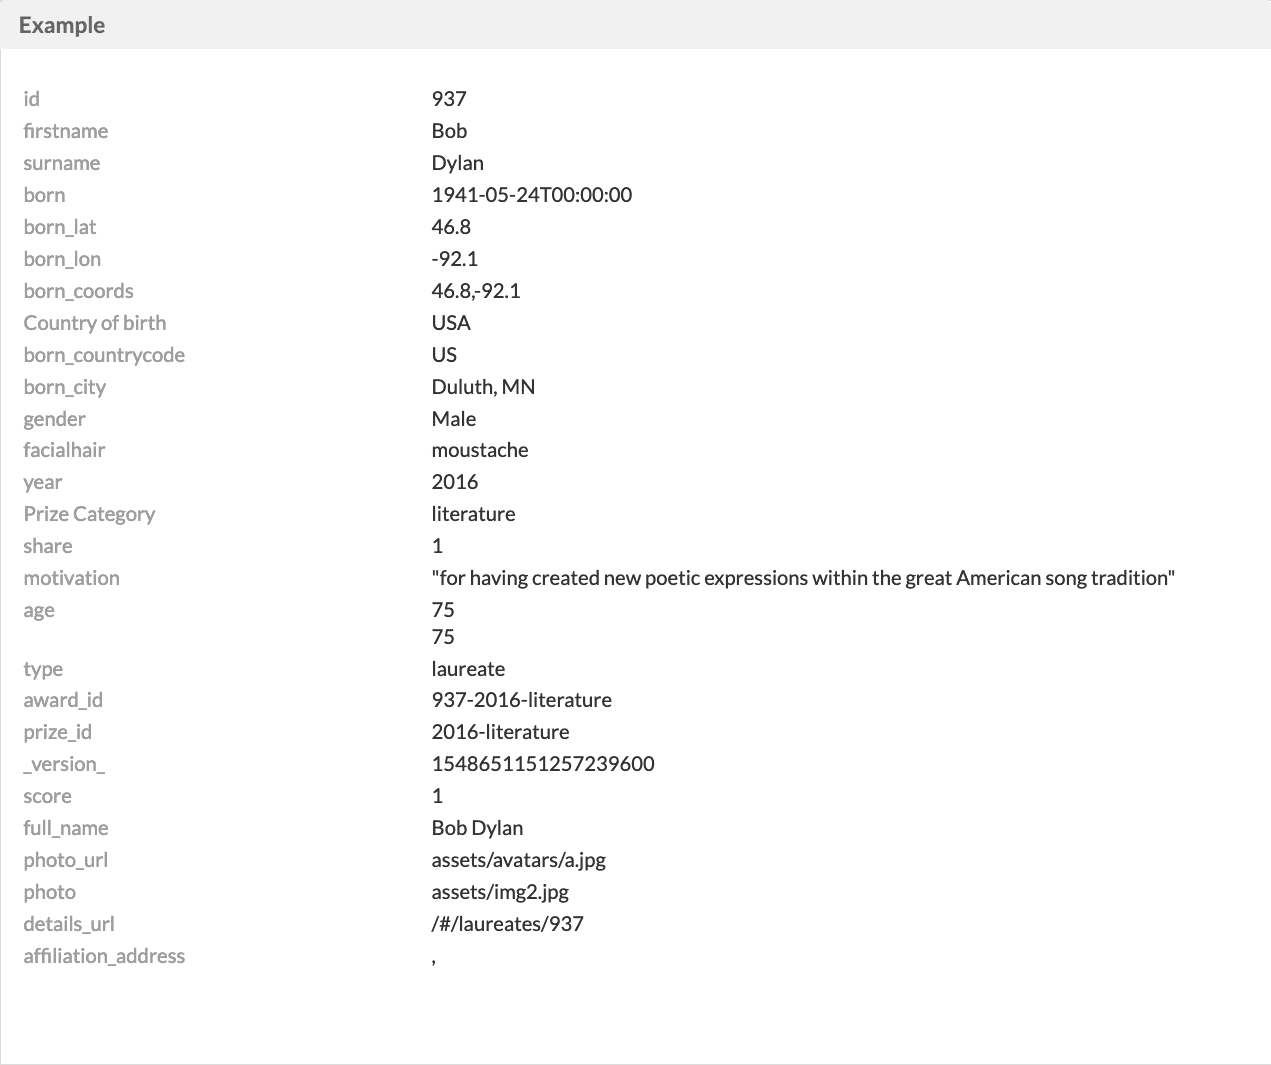 Example
id 937
firstname Bob
surname Dylan
born 1941-05-24T00:00:00
born_lat 46.8
born_lon -92.1
born_coords 46.8,-92.1
Country of birth USA
born_countrycode US
born_city Duluth, MN
gender Male
facialhair moustache
year 2016
Prize Category literature
share 1
motivation "for having created new poetic expressions within the great American song tradition"
age 75
75
type laureate
award_id 937-2016-literature
prize_id 2016-literature
_version_ 1548651151257239600
score 1
full_name Bob Dylan
photo_url assets/avatars/a.jpg
photo assets/img2.jpg
details_url /#/laureates/937
affiliation_address ,